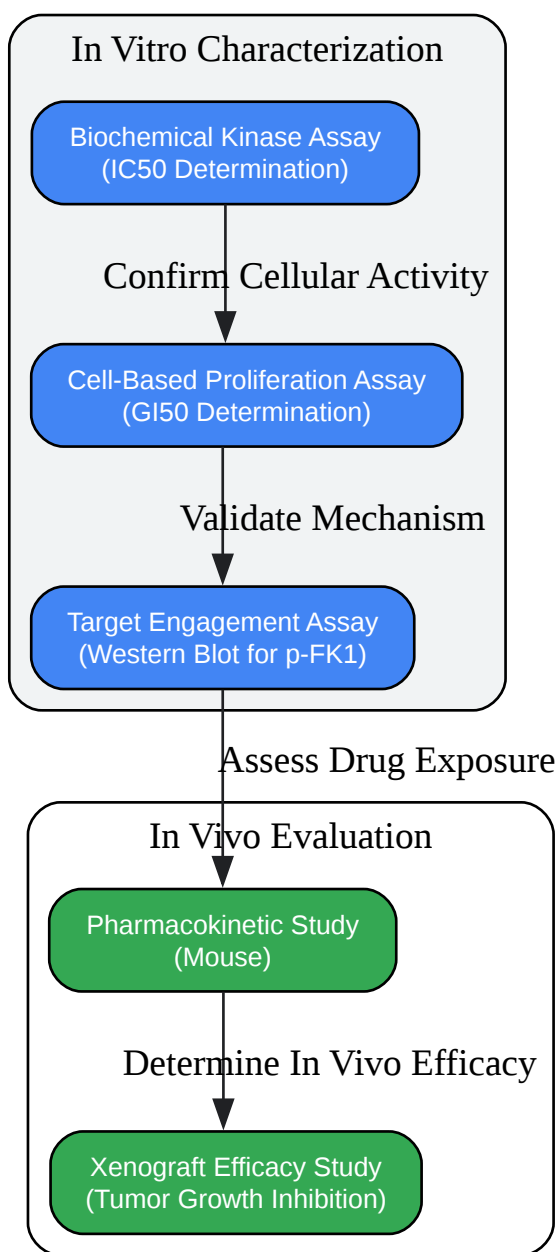 In Vitro Characterization
Biochemical Kinase Assay
(IC50 Determination)
Confirm Cellular Activity
Cell-Based Proliferation Assay
(GI50 Determination)
Validate Mechanism
Target Engagement Assay
(Western Blot for p-FK1)
Assess Drug Exposure
In Vivo Evaluation
Pharmacokinetic Study
(Mouse)
Determine In Vivo Efficacy
Xenograft Efficacy Study
(Tumor Growth Inhibition)